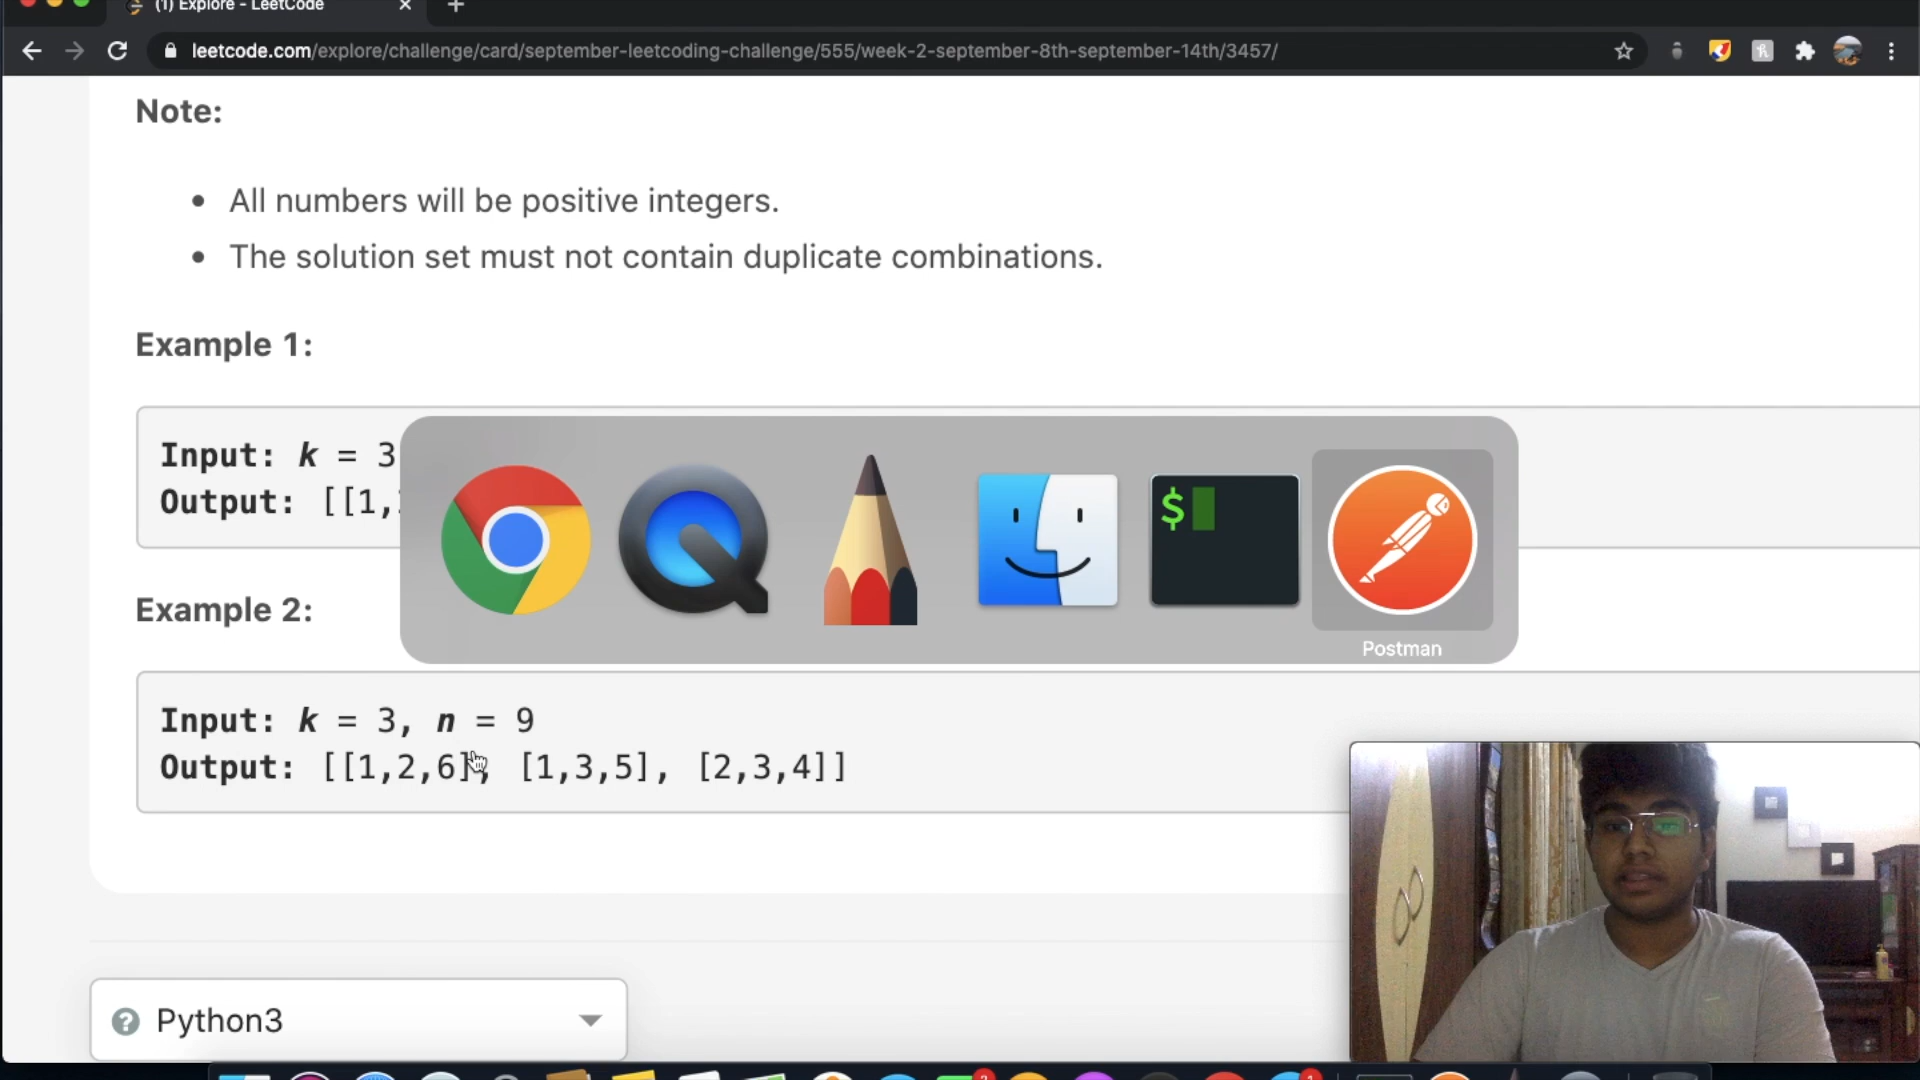 (1) Explore - LeetCode
leetcode.com/explore/challenge/card/september-leetcoding-challenge/555/week-2-september-8th-september-14th/3457/
Note:
• All numbers will be positive integers.
• The solution set must not contain duplicate combinations.
Example 1:
Input: k = 3
Output: [[1,
$
Postman
Example 2:
Input: k = 3, n = 9
Output: [[1,2,6], [1,3,5], [2,3,4]]
? Python3